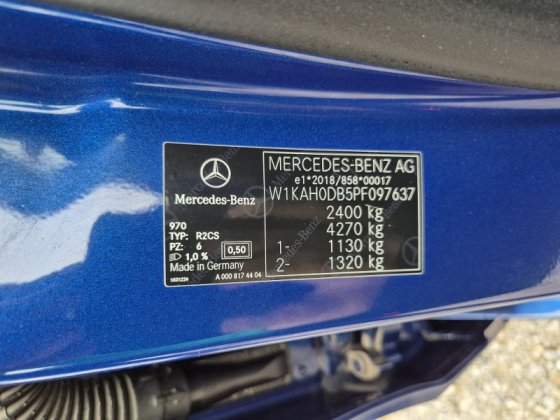 Mercedes-Benz
970
TYP: R2CS
PZ: 6
1,0 % 0,50
Made in Germany
A 000 817 44 04
MERCEDES-BENZ AG
e1*2018/858*00017
W1KAH0DB5PF097637
2400 kg
4270 kg
1- 1130 kg
2- 1320 kg